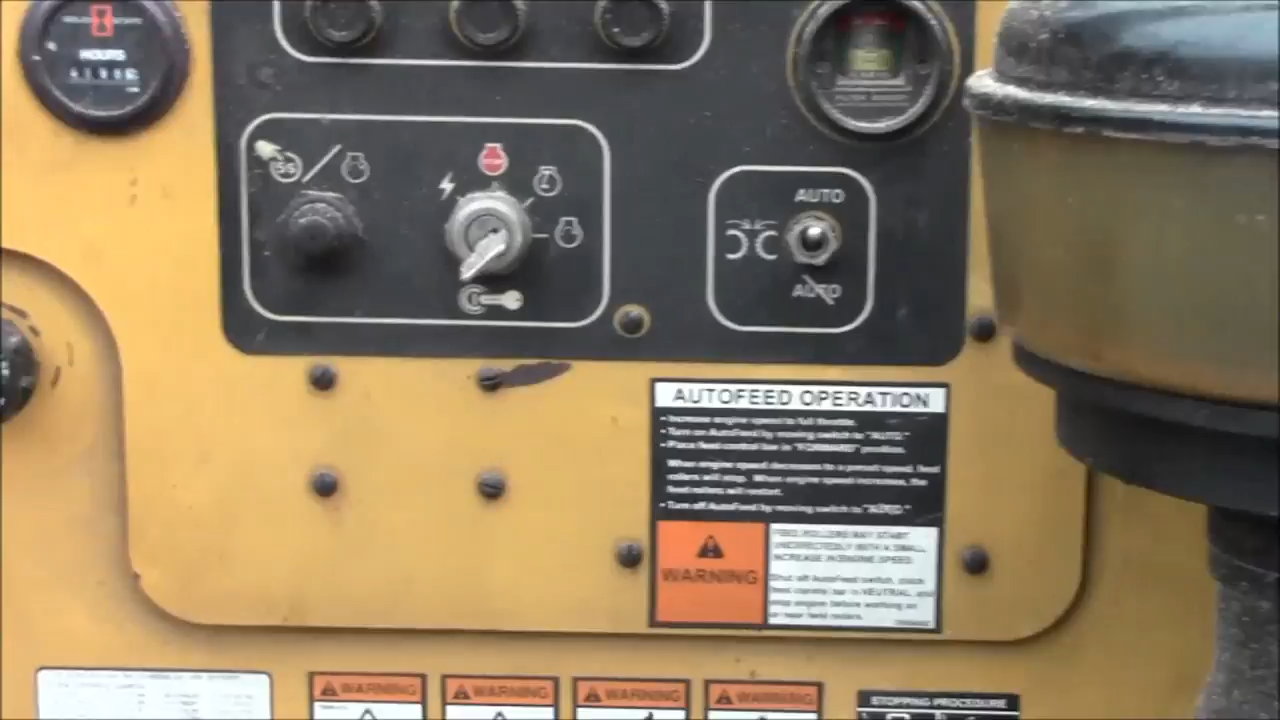 HOURS
STOP
AUTO
AUTO
AUTOFEED OPERATION
• Increase engine speed to full throttle.
• Turn on AutoFeed by moving switch to "AUTO."
• Place feed control bar in "FORWARD" position.
When engine speed decreases to a preset speed, feed
rollers will stop. When engine speed increases, the
feed rollers will restart.
• Turn off AutoFeed by moving switch to "AUTO."
WARNING
FEED ROLLERS MAY START
UNEXPECTEDLY WITH A SMALL
INCREASE IN ENGINE SPEED.
Shut off AutoFeed switch, place
feed control bar in NEUTRAL, and
stop engine before working on
or near feed rollers.
WARNING
WARNING
WARNING
WARNING
STOPPING PROCEDURE